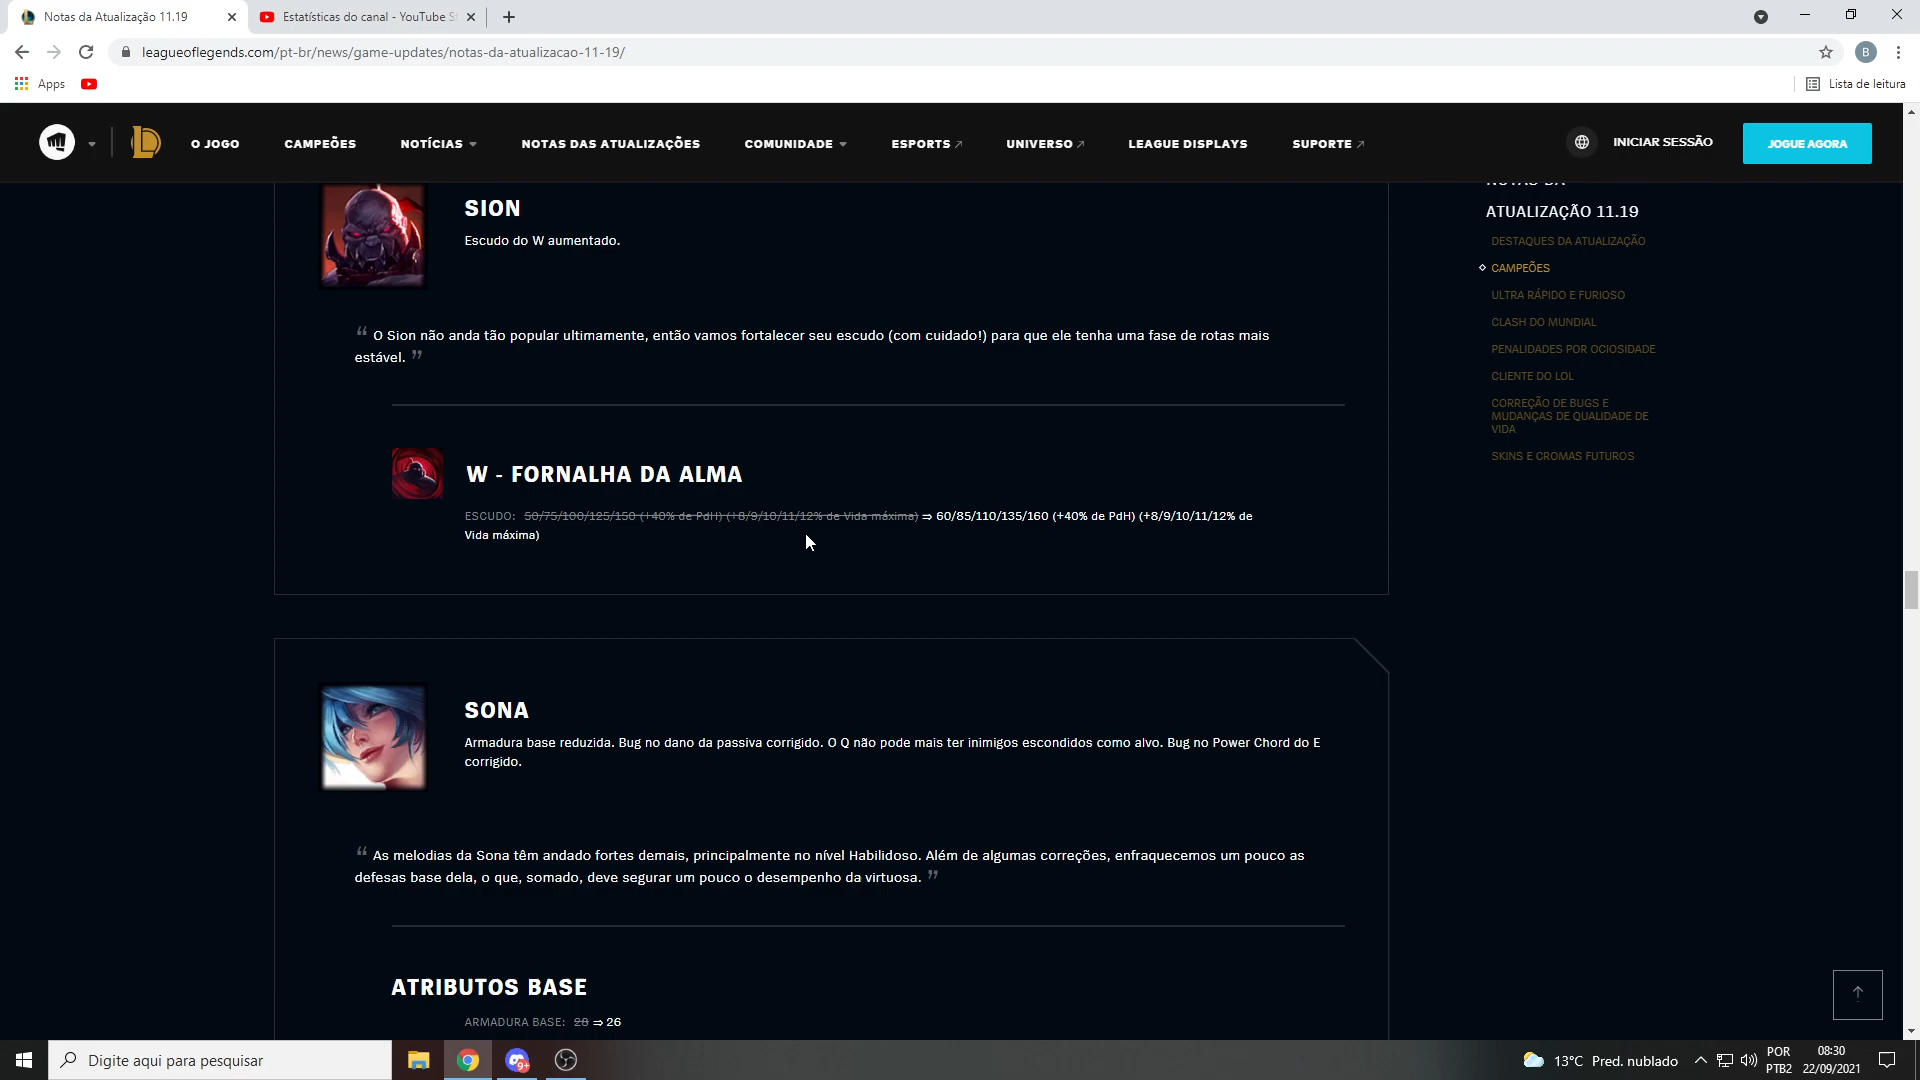 Notas da Atualização 11.19
Estatísticas do canal - YouTube S
leagueoflegends.com/pt-br/news/game-updates/notas-da-atualizacao-11-19/
B
Apps
Lista de leitura
O JOGO
CAMPEÕES
NOTÍCIAS
NOTAS DAS ATUALIZAÇÕES
COMUNIDADE
ESPORTS
UNIVERSO
LEAGUE DISPLAYS
SUPORTE
INICIAR SESSÃO
JOGUE AGORA
SION
Escudo do W aumentado.
“ O Sion não anda tão popular ultimamente, então vamos fortalecer seu escudo (com cuidado!) para que ele tenha uma fase de rotas mais
estável. ”
W - FORNALHA DA ALMA
ESCUDO: 50/75/100/125/150 (+40% de PdH) (+8/9/10/11/12% de Vida máxima) ⇒ 60/85/110/135/160 (+40% de PdH) (+8/9/10/11/12% de
Vida máxima)
SONA
Armadura base reduzida. Bug no dano da passiva corrigido. O Q não pode mais ter inimigos escondidos como alvo. Bug no Power Chord do E
corrigido.
“ As melodias da Sona têm andado fortes demais, principalmente no nível Habilidoso. Além de algumas correções, enfraquecemos um pouco as
defesas base dela, o que, somado, deve segurar um pouco o desempenho da virtuosa. ”
ATRIBUTOS BASE
ARMADURA BASE: 28 ⇒ 26
NOTAS DA
ATUALIZAÇÃO 11.19
DESTAQUES DA ATUALIZAÇÃO
CAMPEÕES
ULTRA RÁPIDO E FURIOSO
CLASH DO MUNDIAL
PENALIDADES POR OCIOSIDADE
CLIENTE DO LOL
CORREÇÃO DE BUGS E
MUDANÇAS DE QUALIDADE DE
VIDA
SKINS E CROMAS FUTUROS
Digite aqui para pesquisar
9+
13°C Pred. nublado
POR
PTB2
08:30
22/09/2021